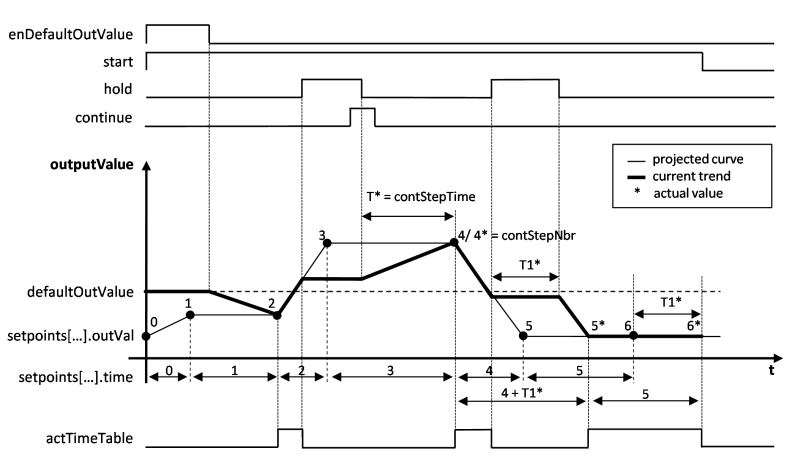 enDefaultOutValue
start
hold
continue
outputValue
projected curve
current trend
* actual value
T* = contStepTime
3
4/ 4* = contStepNbr
T1*
defaultOutValue
1
2
T1*
0
5
5*
6
6*
setpoints[...].outVal
t
setpoints[...].time
0
1
2
3
4
5
4 + T1*
5
actTimeTable